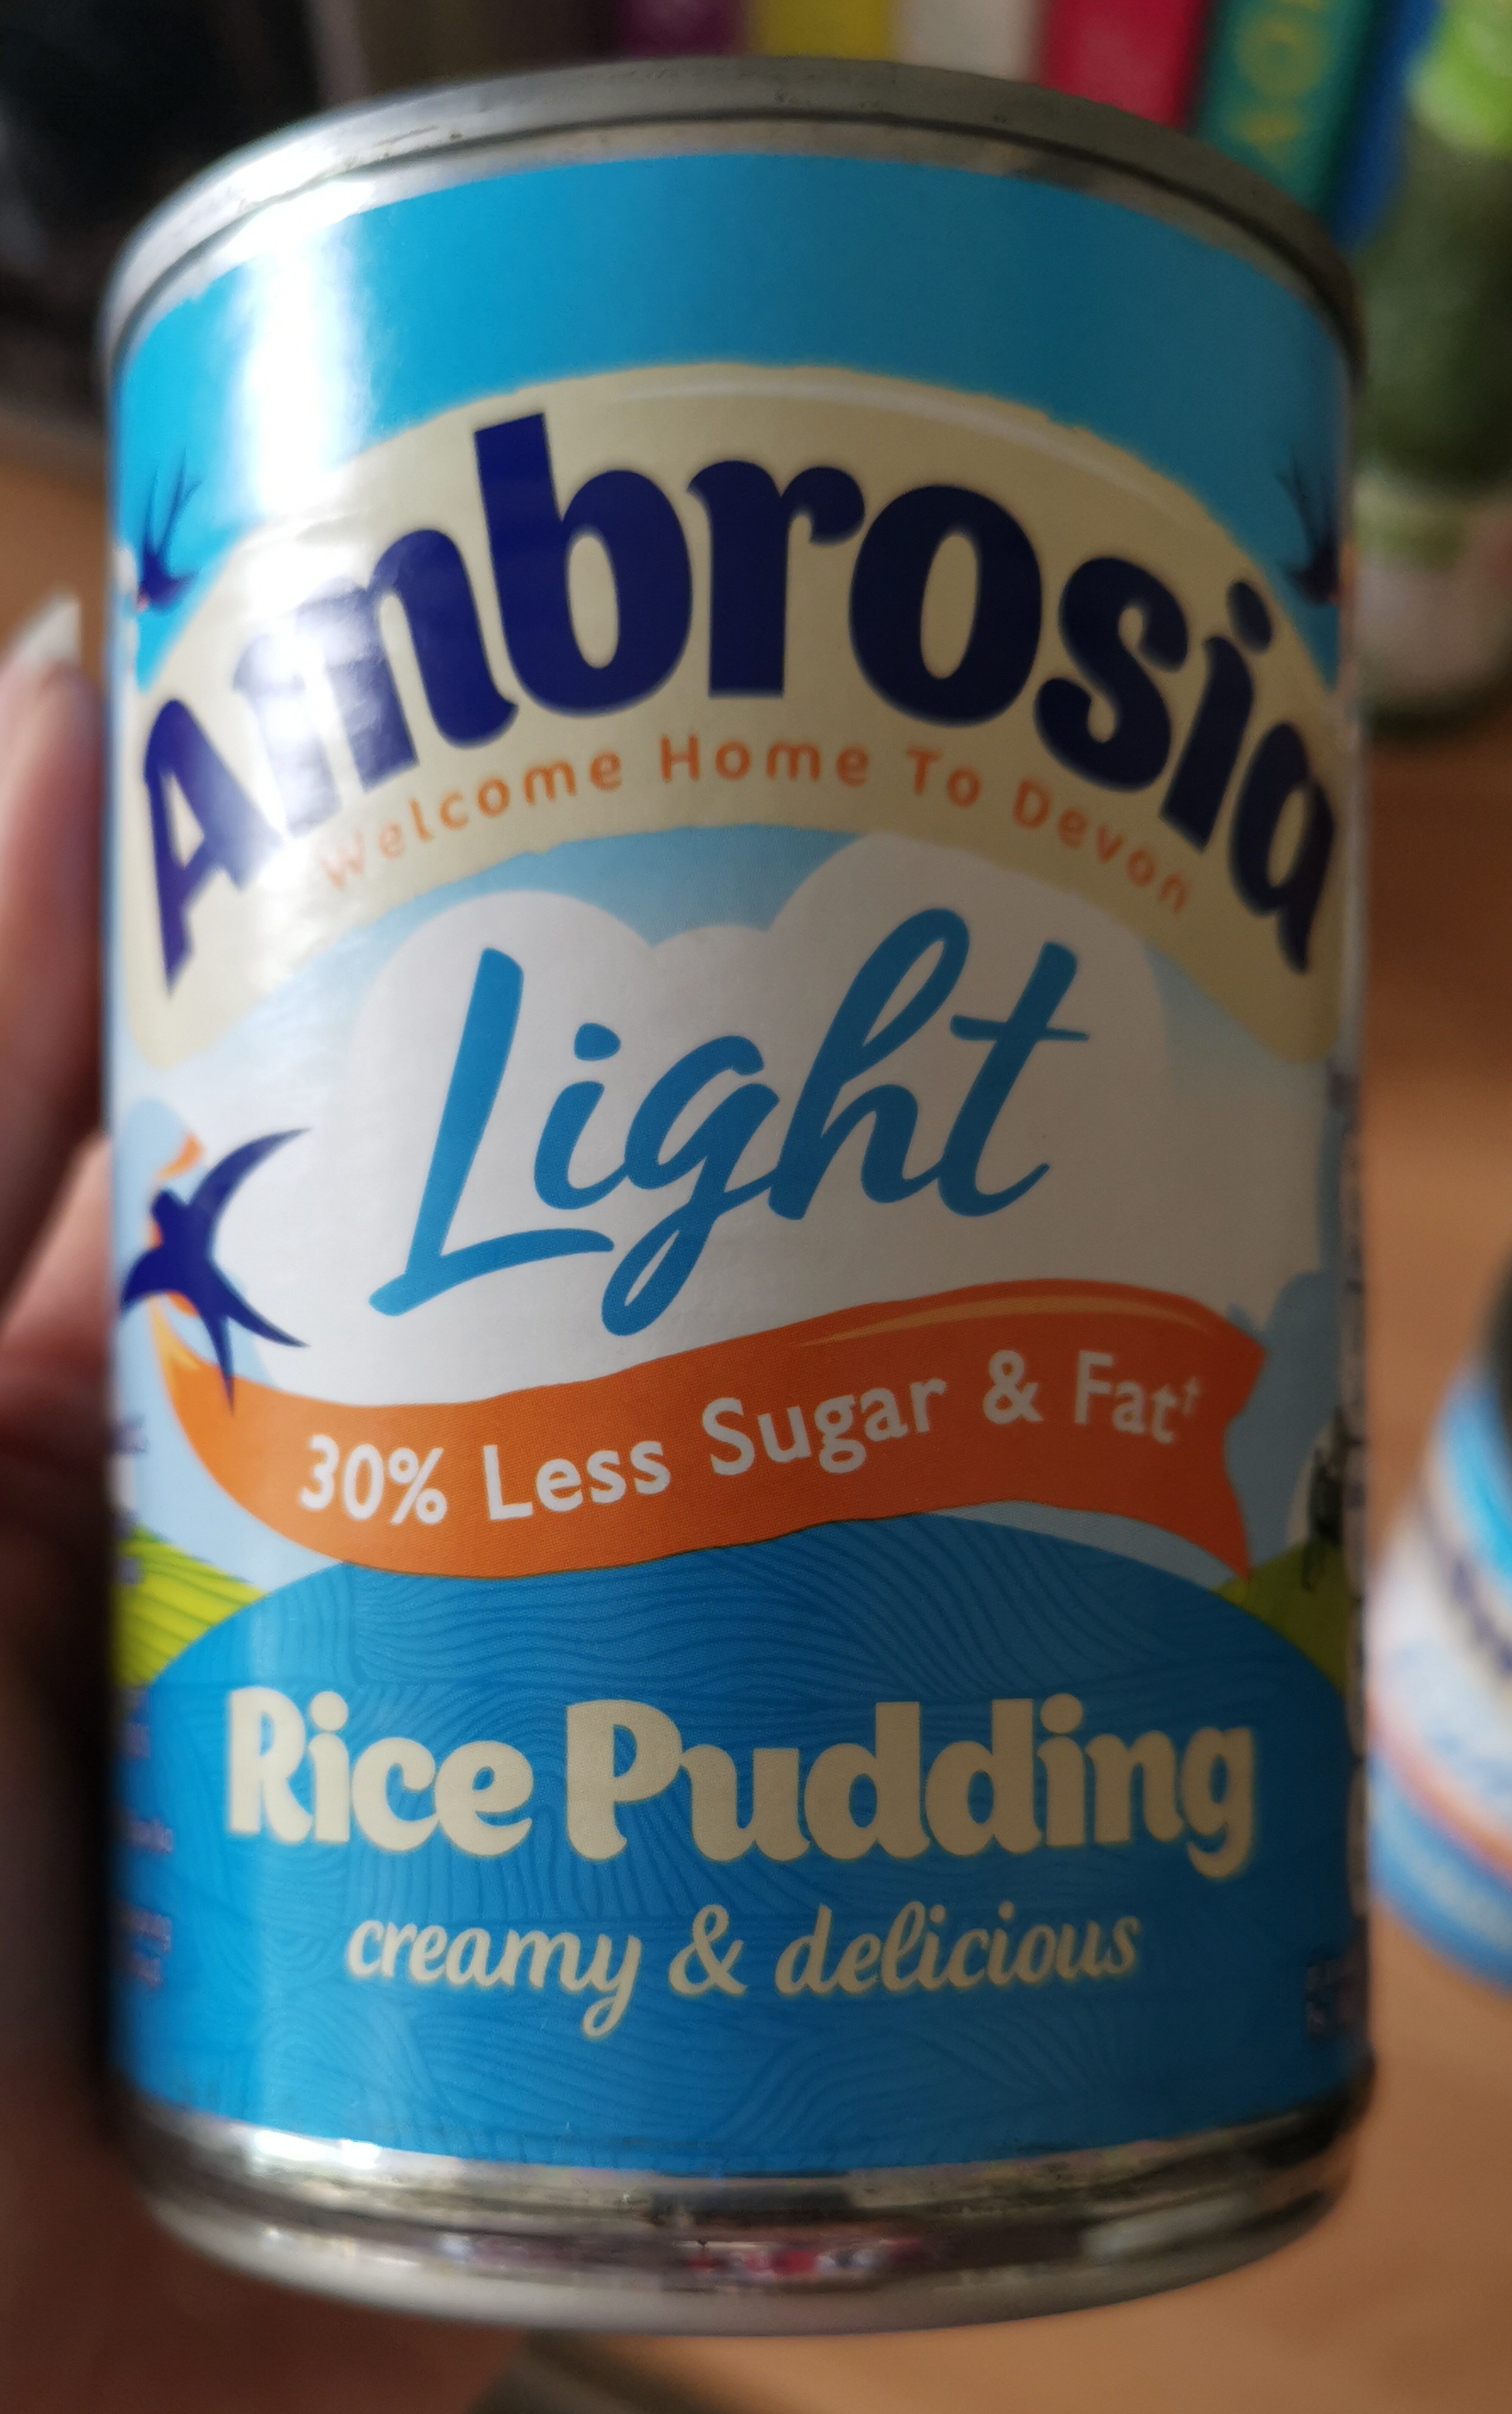 Ambrosia
Welcome Home To Devon
Light
30% Less Sugar & Fat†
Rice Pudding
creamy & delicious